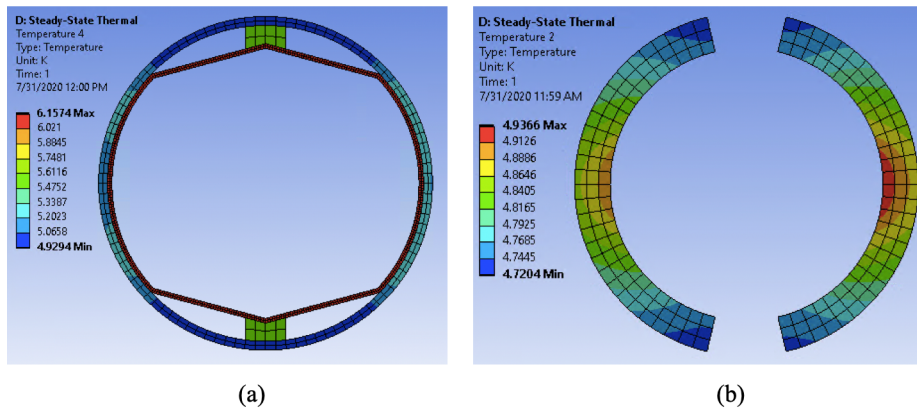 D: Steady-State Thermal
Temperature 4
Type: Temperature
Unit: K
Time: 1
7/31/2020 12:00 PM
6.1574 Max
6.021
5.8845
5.7481
5.6116
5.4752
5.3387
5.2023
5.0658
4.9294 Min
(a)
D: Steady-State Thermal
Temperature 2
Type: Temperature
Unit: K
Time: 1
7/31/2020 11:59 AM
4.9366 Max
4.9126
4.8886
4.8646
4.8405
4.8165
4.7925
4.7685
4.7445
4.7204 Min
(b)